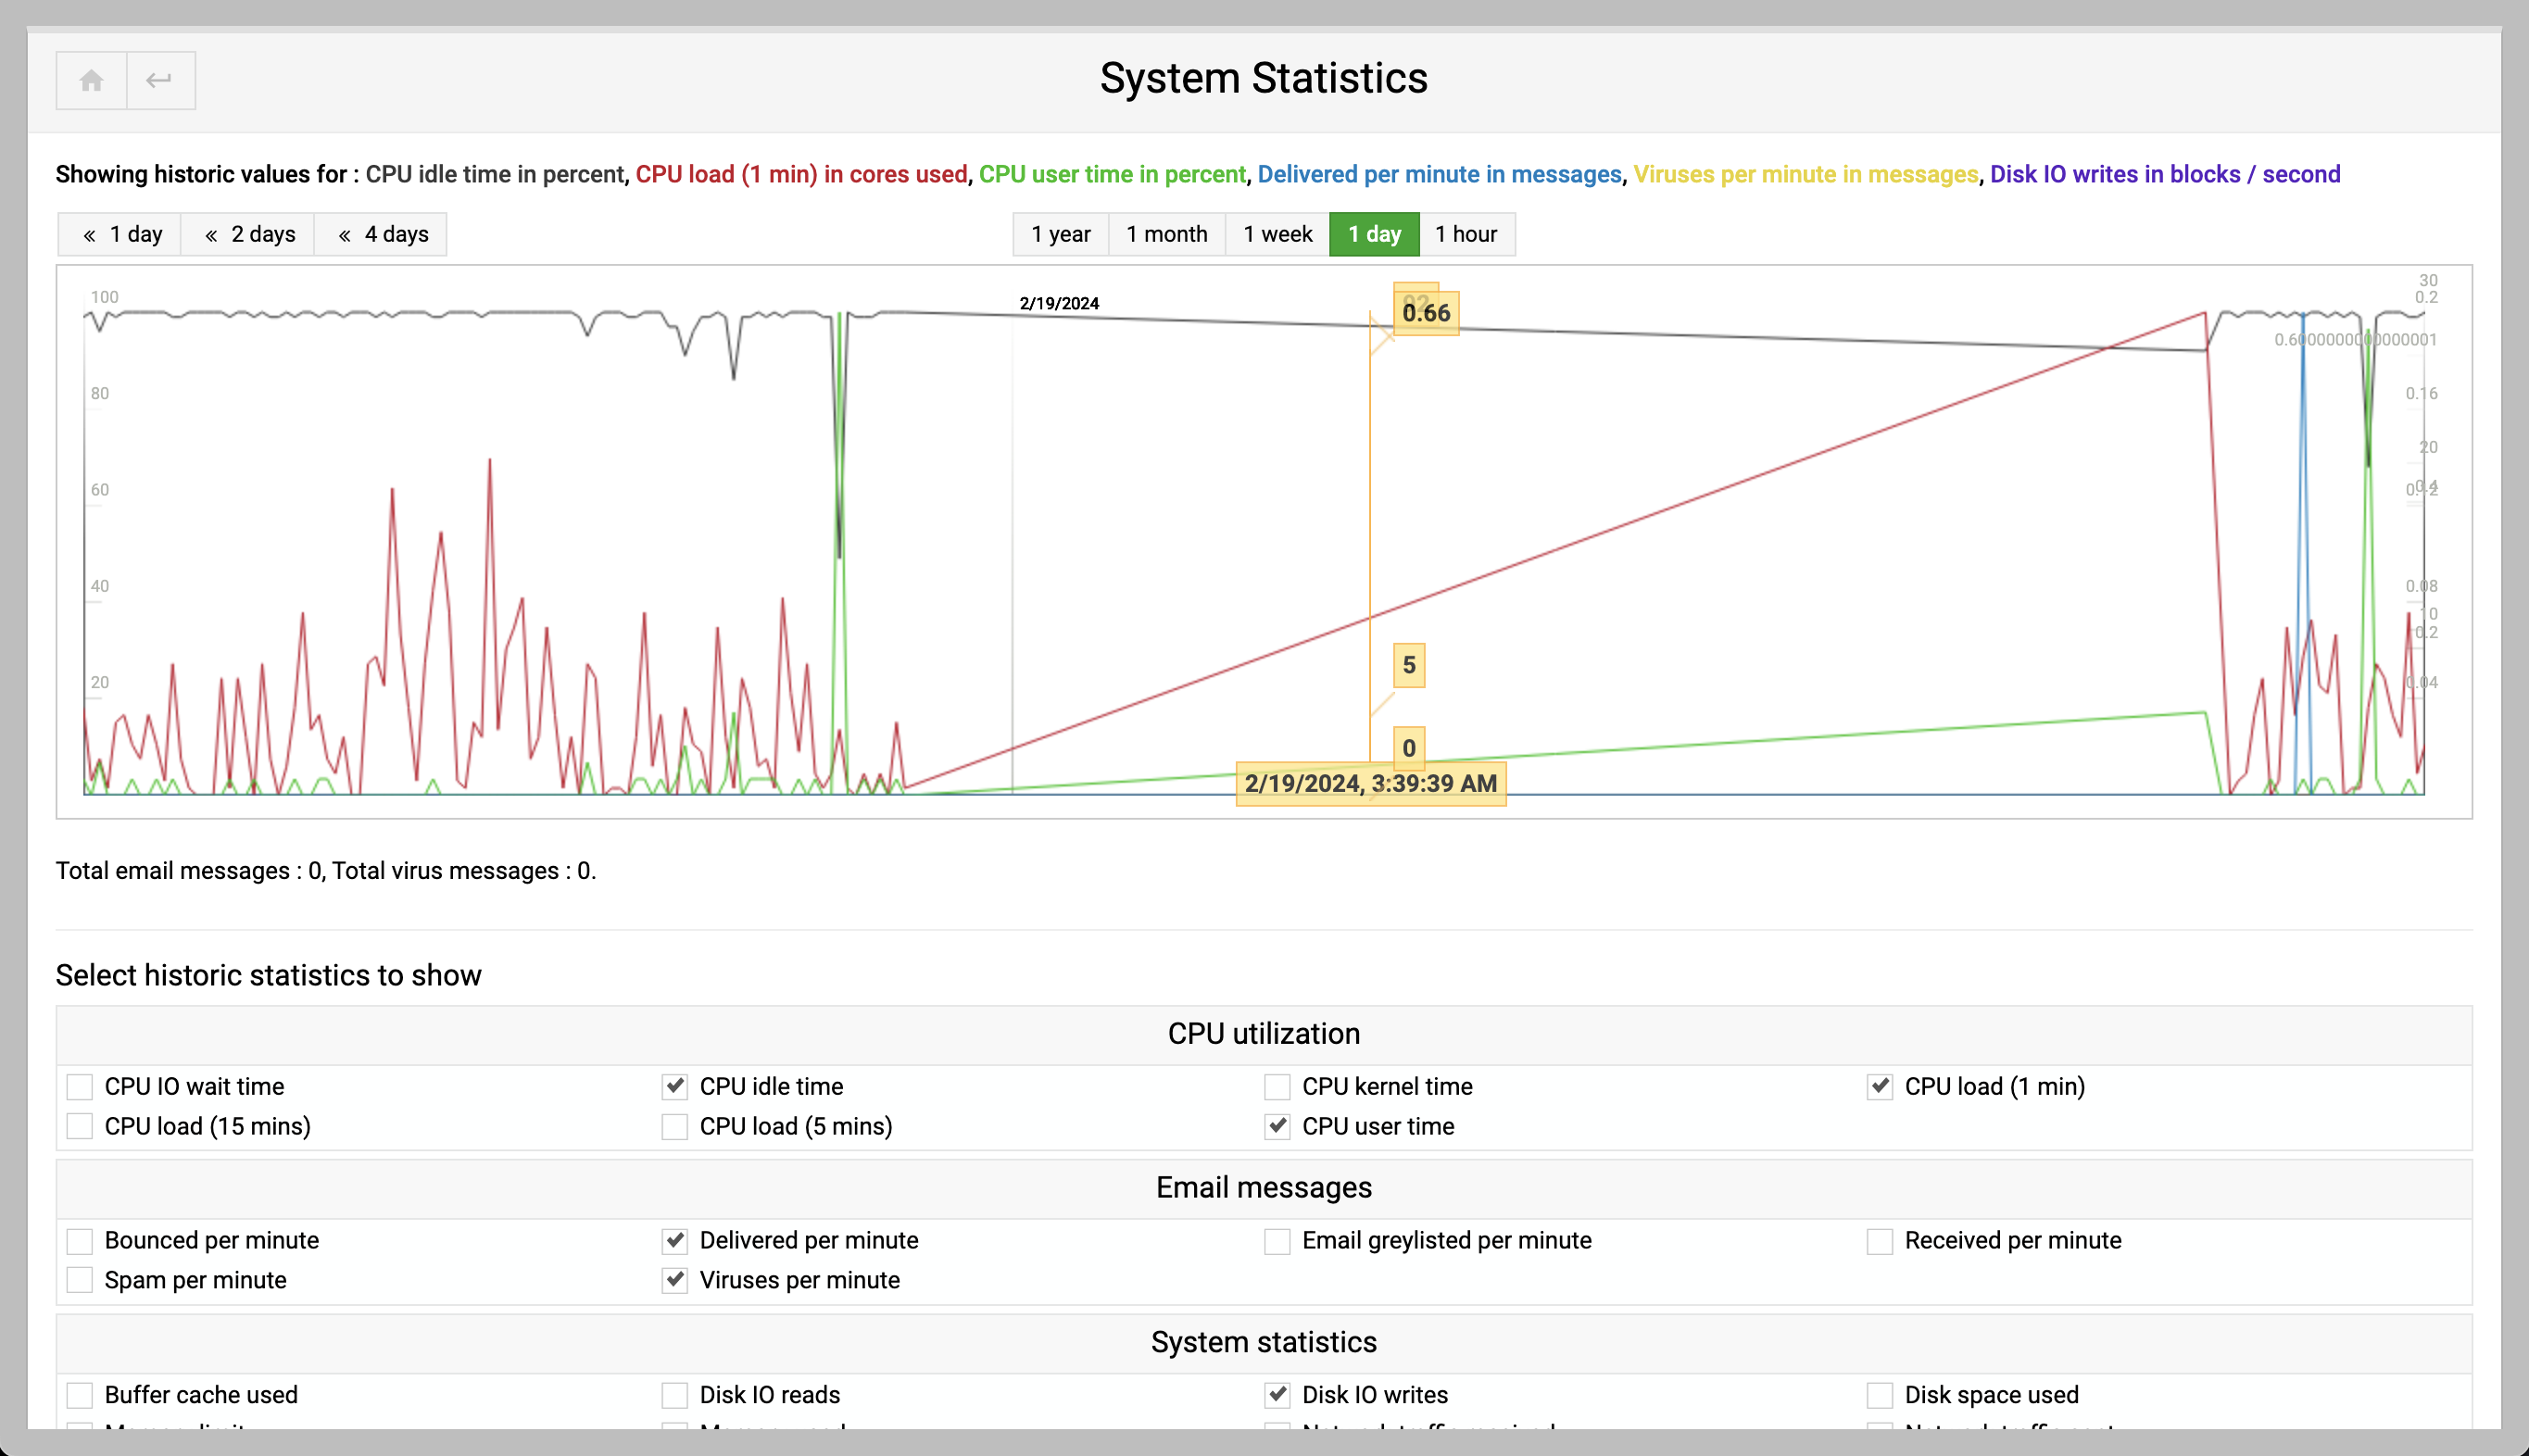 System Statistics
Showing historic values for : CPU idle time in percent, CPU load (1 min) in cores used, CPU user time in percent, Delivered per minute in messages, Viruses per minute in messages, Disk IO writes in blocks / second
« 1 day « 2 days « 4 days 1 year 1 month 1 week 1 day 1 hour
30
100 2/19/2024 0.2
0.66
0.6000000000000001
80 0.16
20
60
40 0.08
10
0.2
5
20 0.04
0
2/19/2024, 3:39:39 AM
Total email messages : 0, Total virus messages : 0.
Select historic statistics to show
CPU utilization
CPU IO wait time CPU idle time CPU kernel time CPU load (1 min)
CPU load (15 mins) CPU load (5 mins) CPU user time
Email messages
Bounced per minute Delivered per minute Email greylisted per minute Received per minute
Spam per minute Viruses per minute
System statistics
Buffer cache used Disk IO reads Disk IO writes Disk space used